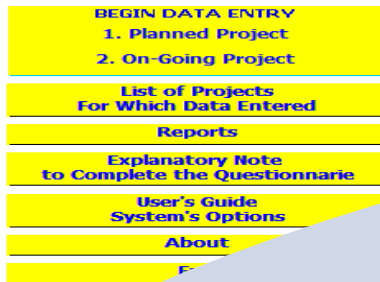 BEGIN DATA ENTRY
1. Planned Project
2. On-Going Project
List of Projects
For Which Data Entered
Reports
Explanatory Note
to Complete the Questionnarie
User's Guide
System's Options
About